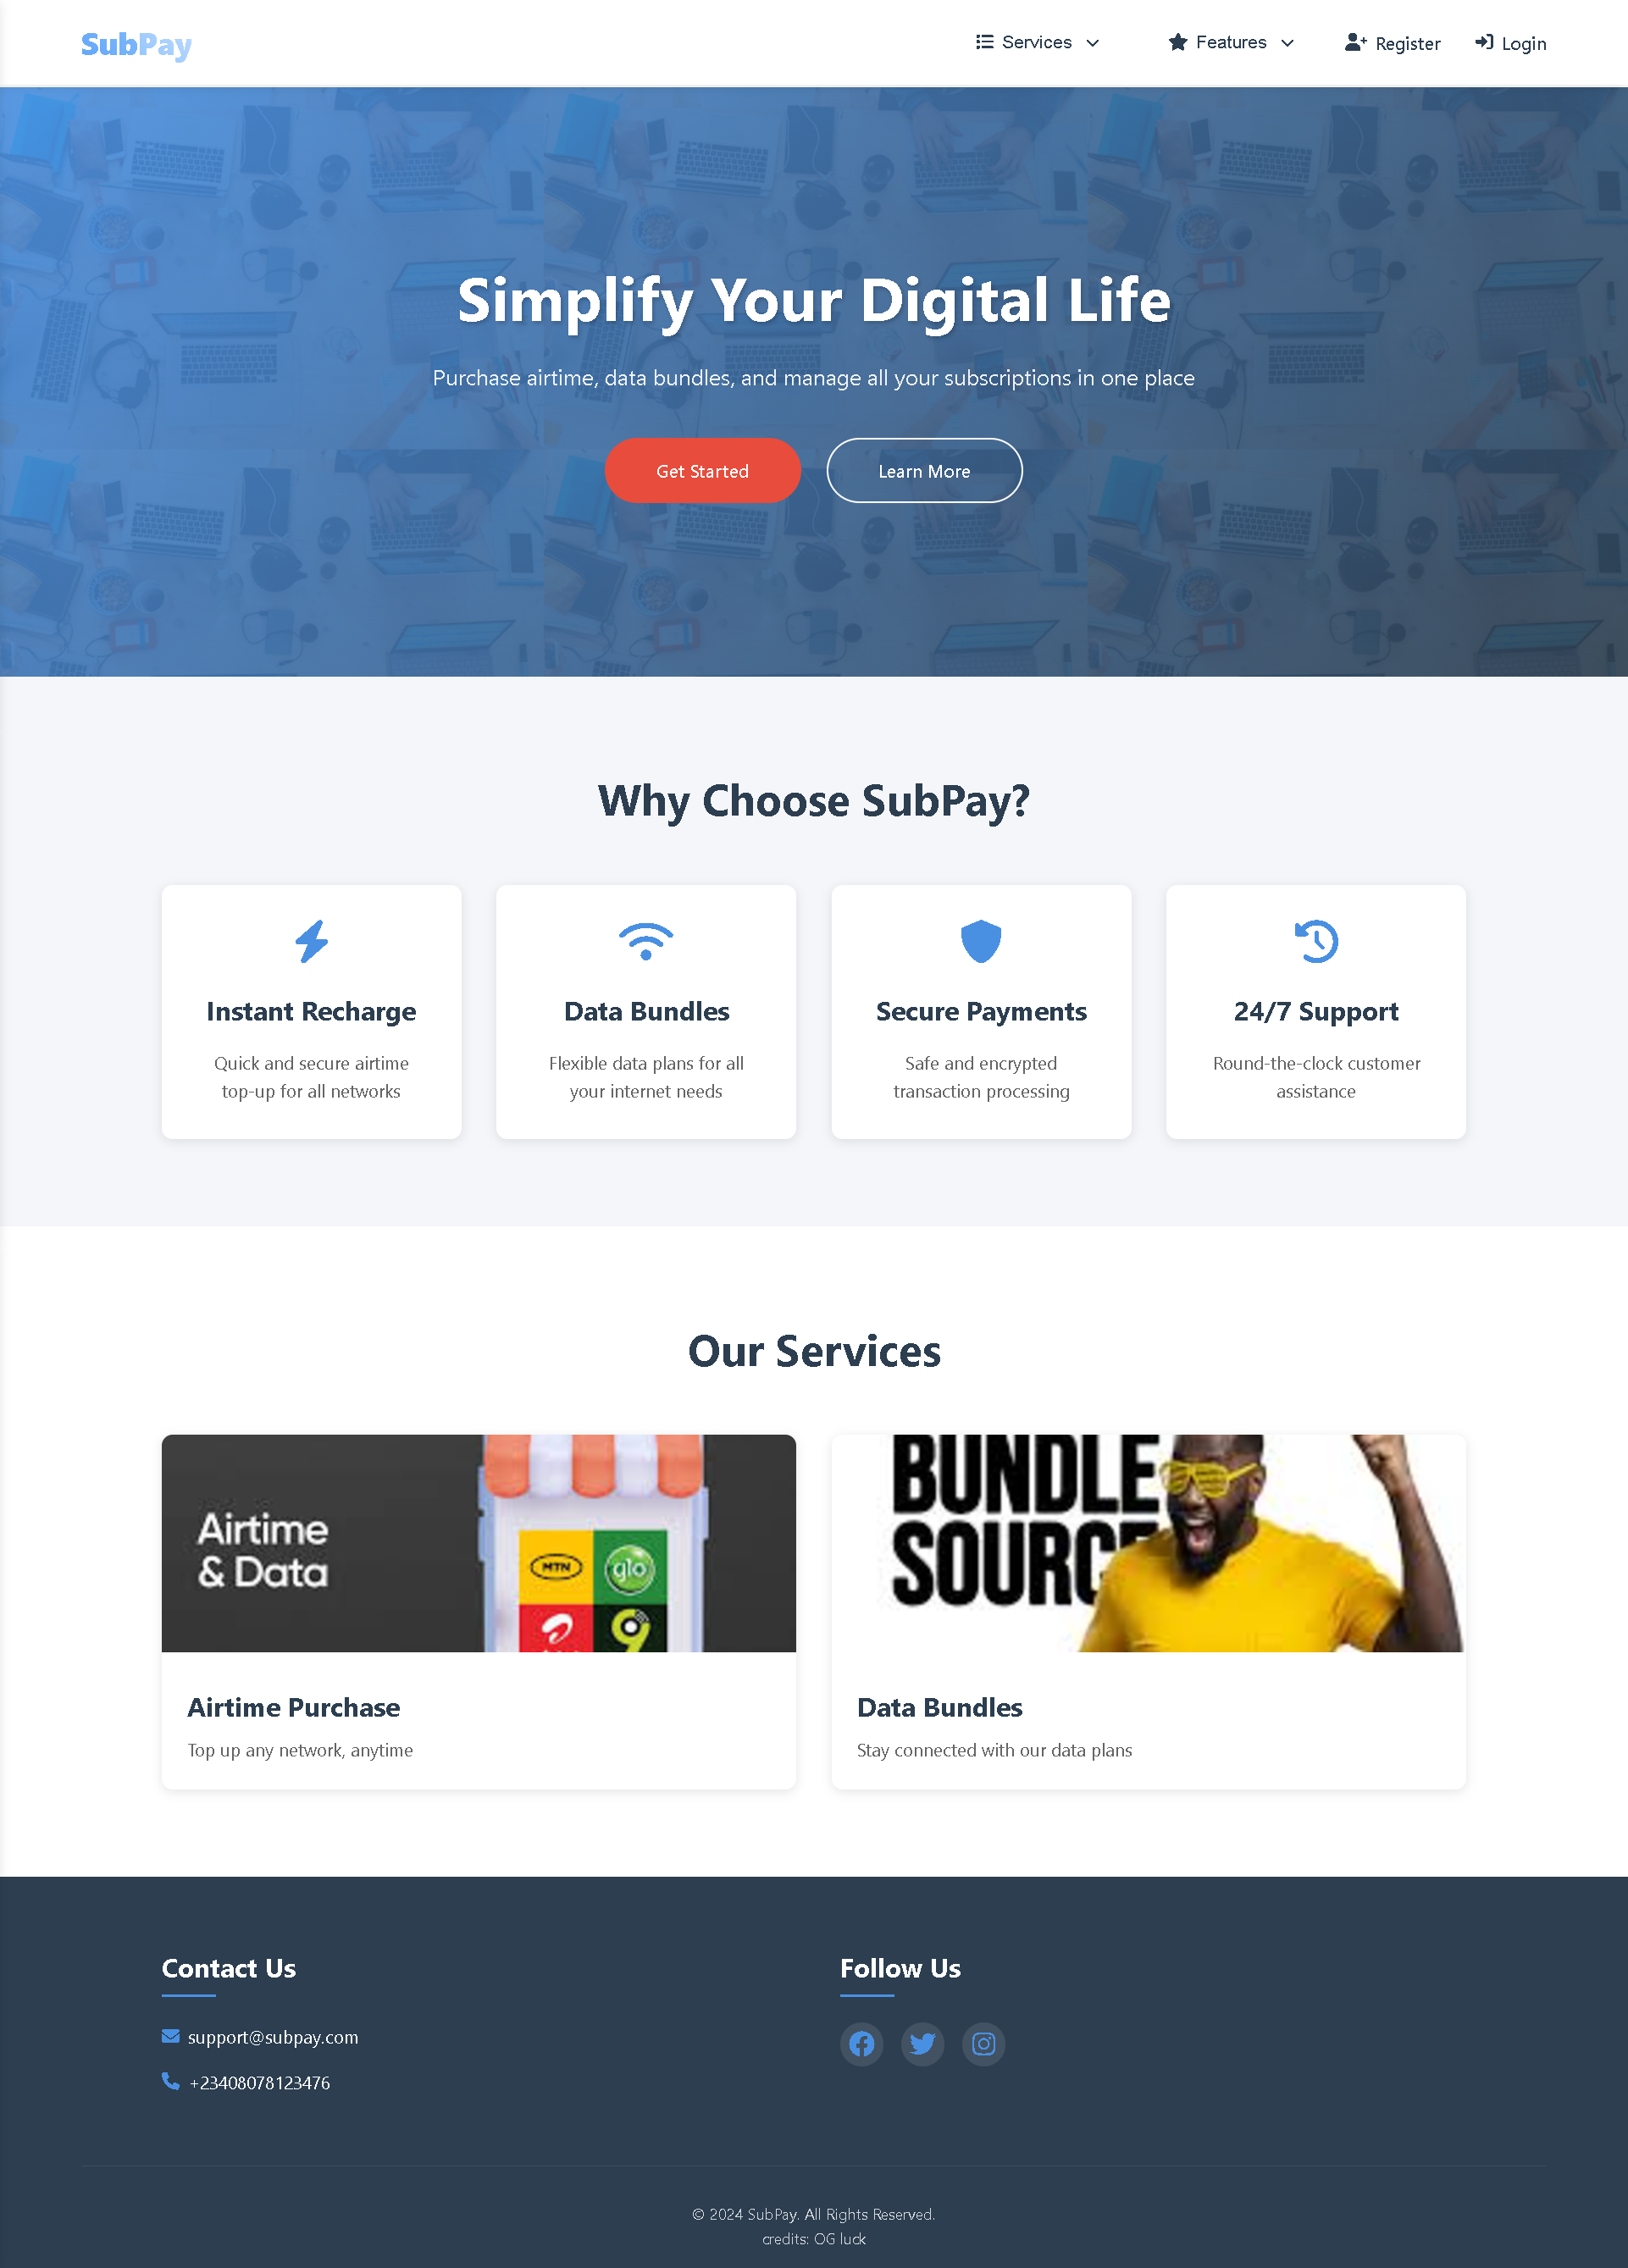 SubPay
Services
Features
Register
Login
Simplify Your Digital Life
Purchase airtime, data bundles, and manage all your subscriptions in one place
Get Started
Learn More
Why Choose SubPay?
Instant Recharge
Quick and secure airtime
top-up for all networks
Data Bundles
Flexible data plans for all
your internet needs
Secure Payments
Safe and encrypted
transaction processing
24/7 Support
Round-the-clock customer
assistance
Our Services
Airtime
& Data
MTN
glo
9
Airtime Purchase
Top up any network, anytime
BUNDLE
SOURC
Data Bundles
Stay connected with our data plans
Contact Us
support@subpay.com
+23408078123476
Follow Us
© 2024 SubPay. All Rights Reserved.
credits: OG luck